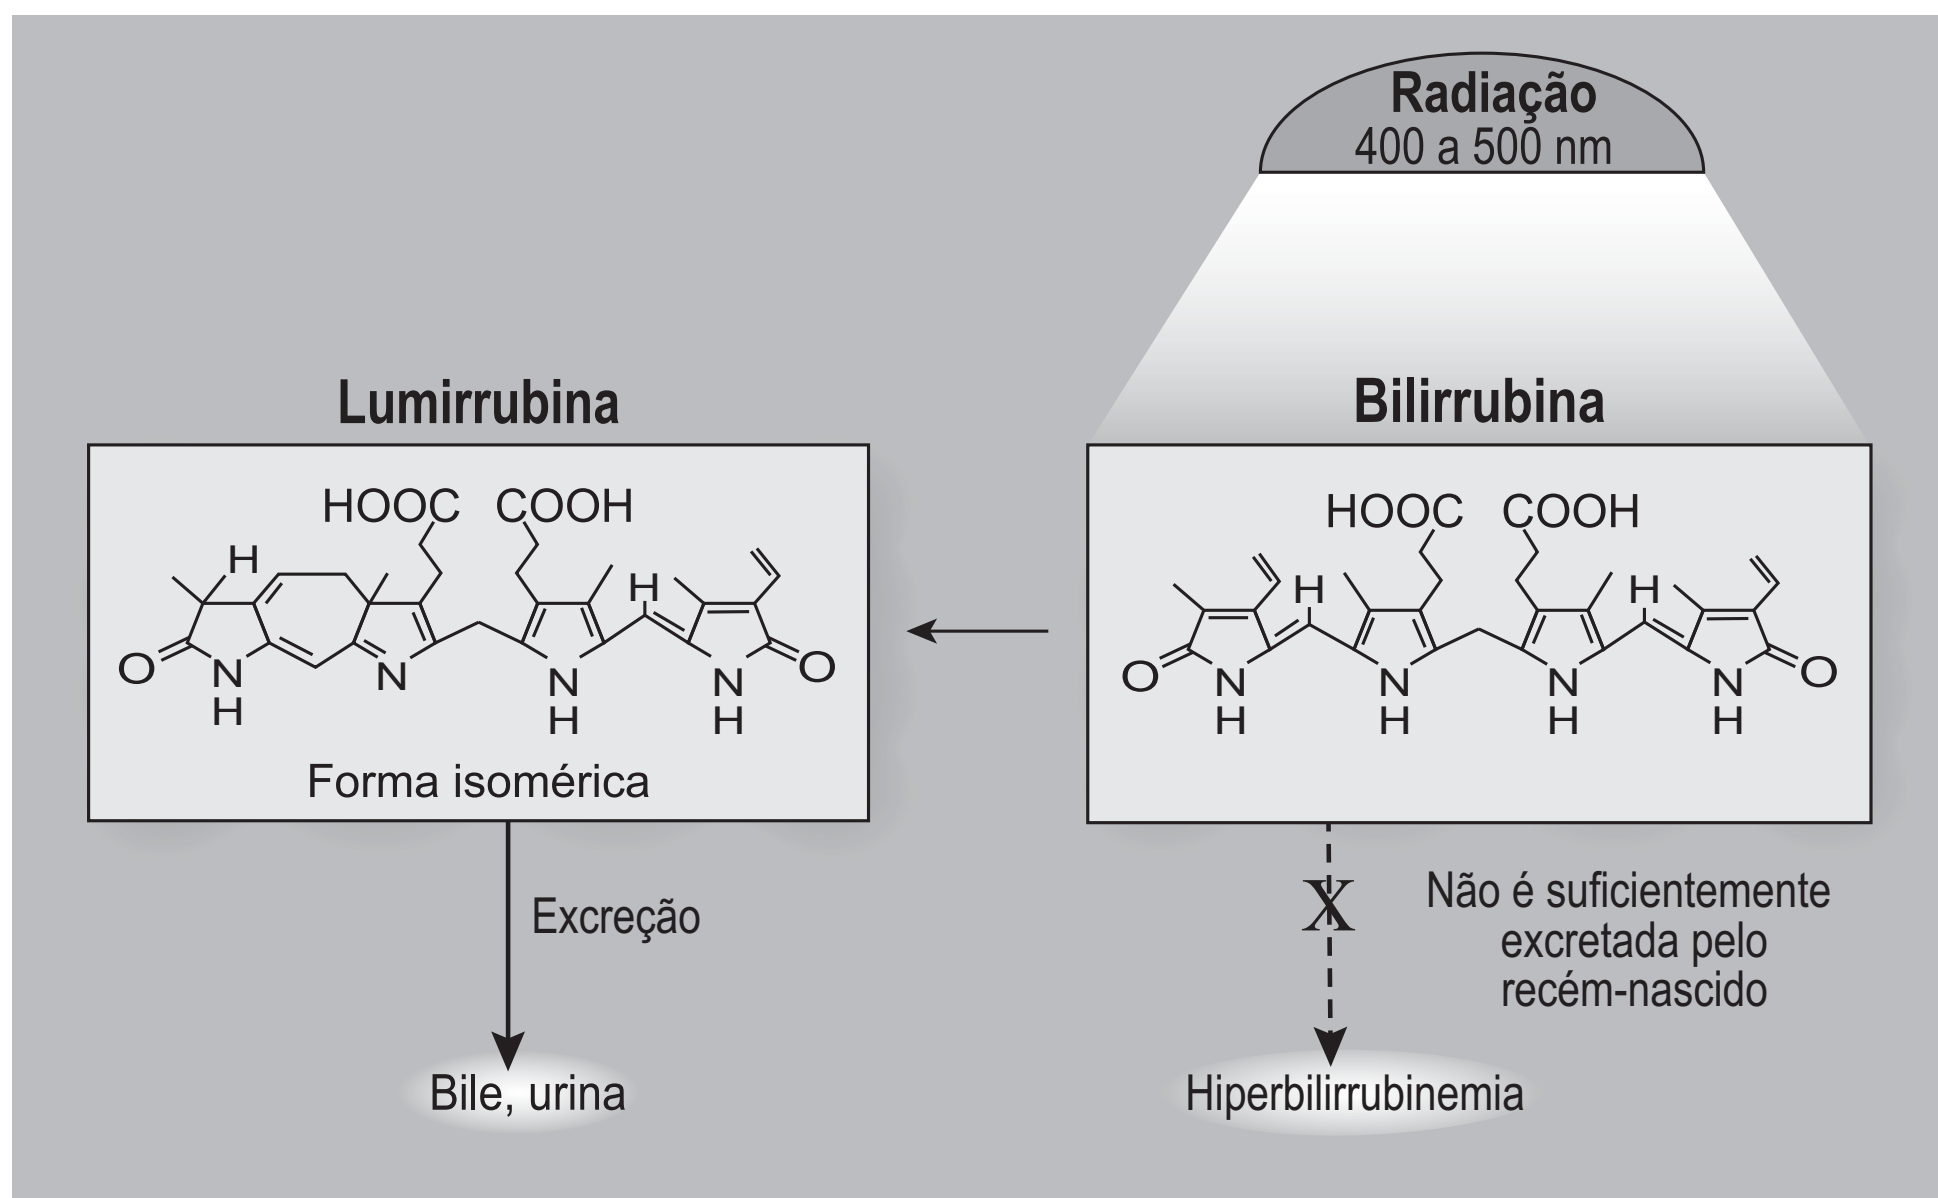 Radiação
400 a 500 nm
Lumirrubina
Bilirrubina
HOOC COOH
H
H
O
N
H
N
N
H
N
H
O
Forma isomérica
HOOC COOH
H
H
O
N
H
N
H
N
H
N
H
O
Excreção
X
Não é suficientemente
excretada pelo
recém-nascido
Bile, urina
Hiperbilirrubinemia